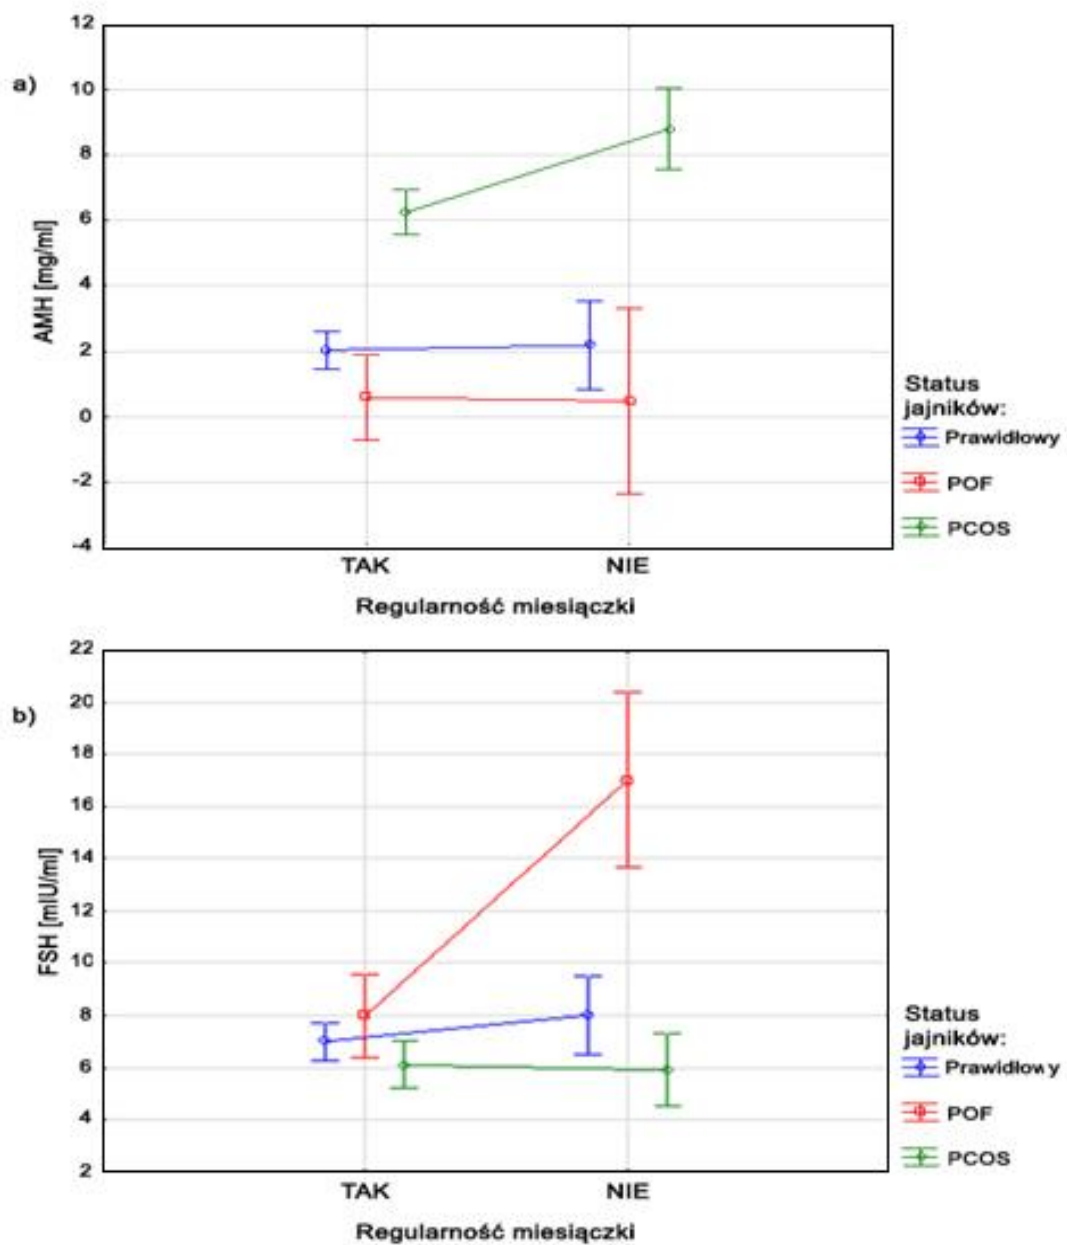 12
a)
10
8
6
4
2
0
-2
-4
AMH [mg/ml]
TAK NIE
Regularność miesiączki
Status
jajników:
Prawidłowy
POF
PCOS
22
b)
20
18
16
14
12
10
8
6
4
2
FSH [mIU/ml]
TAK NIE
Regularność miesiączki
Status
jajników:
Prawidłowy
POF
PCOS